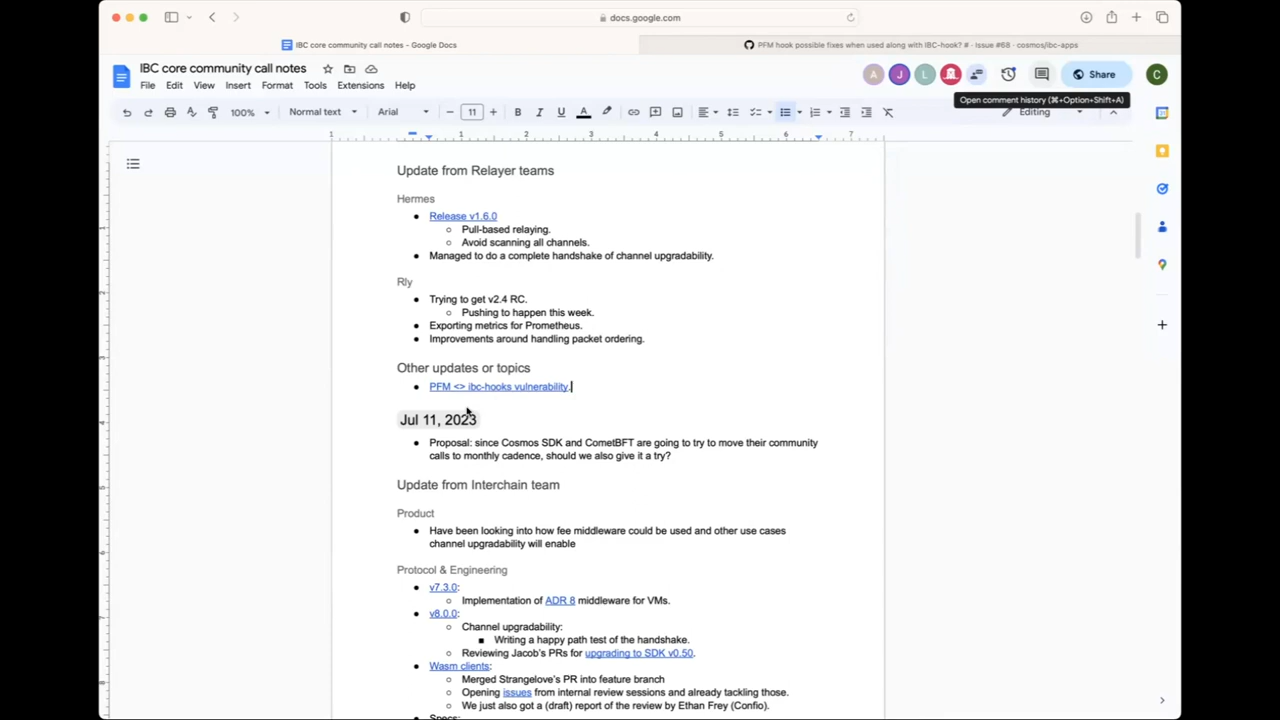 docs.google.com
IBC core community call notes - Google Docs
PFM hook possible fixes when used along with IBC-hook? # · Issue #68 · cosmos/ibc-apps
IBC core community call notes
A
J
L
Share
C
File Edit View Insert Format Tools Extensions Help
Open comment history (⌘+Option+Shift+A)
100%
Normal text
Arial
11
B I U A
Editing
1 1 2 3 4 5 6 7
Update from Relayer teams
Hermes
Release v1.6.0
Pull-based relaying.
Avoid scanning all channels.
Managed to do a complete handshake of channel upgradability.
Rly
Trying to get v2.4 RC.
Pushing to happen this week.
Exporting metrics for Prometheus.
Improvements around handling packet ordering.
Other updates or topics
PFM <> ibc-hooks vulnerability.
Jul 11, 2023
Proposal: since Cosmos SDK and CometBFT are going to try to move their community
calls to monthly cadence, should we also give it a try?
Update from Interchain team
Product
Have been looking into how fee middleware could be used and other use cases
channel upgradability will enable
Protocol & Engineering
v7.3.0:
Implementation of ADR 8 middleware for VMs.
v8.0.0:
Channel upgradability:
Writing a happy path test of the handshake.
Reviewing Jacob's PRs for upgrading to SDK v0.50.
Wasm clients:
Merged Strangelove's PR into feature branch
Opening issues from internal review sessions and already tackling those.
We just also got a (draft) report of the review by Ethan Frey (Confio).
Specs: